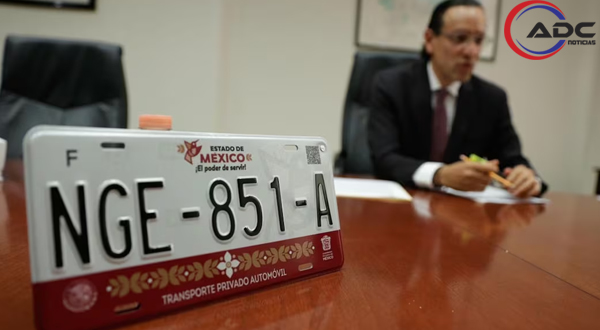 ADC
NOTICIAS
F
ESTADO DE
MÉXICO
¡El poder de servir!
NGE-851-A
TRANSPORTE PRIVADO AUTOMÓVIL